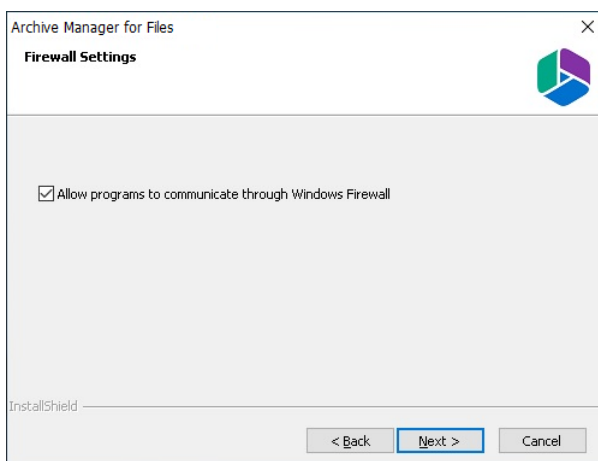 Archive Manager for Files
Firewall Settings
Allow programs to communicate through Windows Firewall
InstallShield
< Back
Next >
Cancel